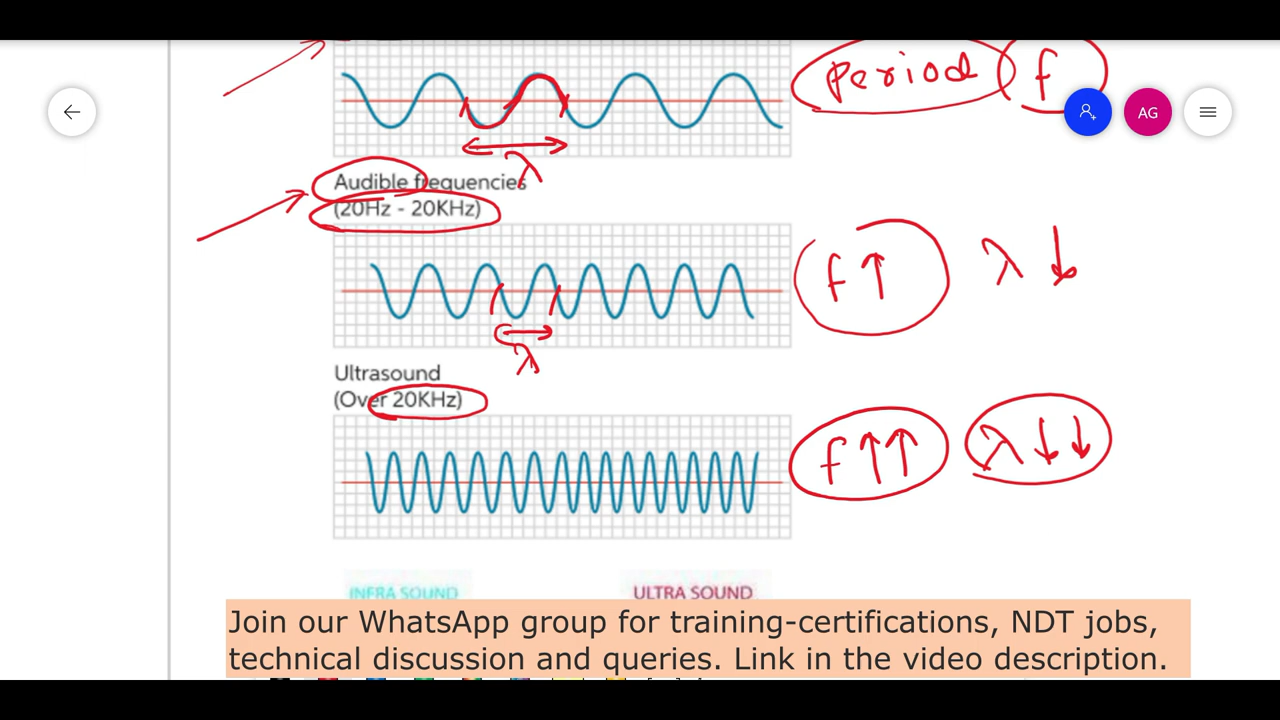 Period f
AG
λ
Audible frequencies
(20Hz - 20KHz)
f↑ λ↓
λ
Ultrasound
(Over 20KHz)
f↑↑ λ↓↓
INFRA SOUND ULTRA SOUND
Join our WhatsApp group for training-certifications, NDT jobs,
technical discussion and queries. Link in the video description.